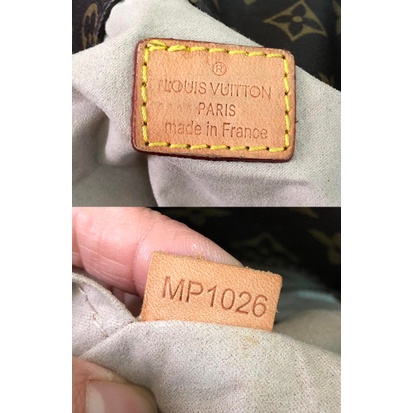 ®
LOUIS VUITTON
PARIS
made in France
MP1026